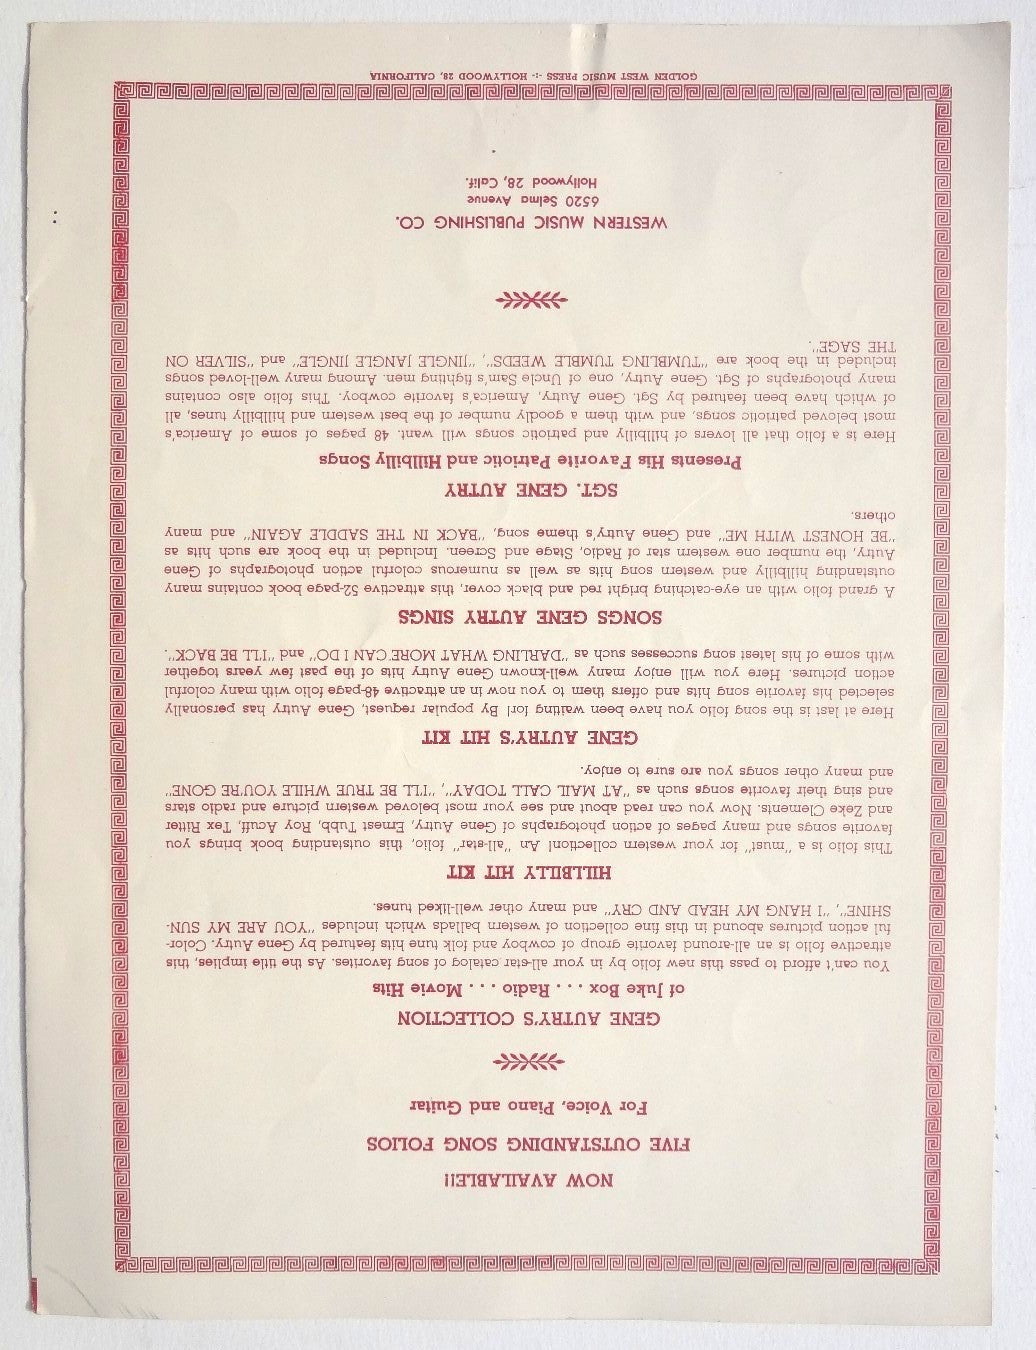 NOW AVAILABLE!!
FIVE OUTSTANDING SONG FOLIOS
For Voice, Piano and Guitar
GENE AUTRY'S COLLECTION
of Juke Box . . . Radio . . . Movie Hits
You can't afford to pass this new folio by in your all-star catalog of song favorites. As the title implies, this
attractive folio is an all-around favorite group of cowboy and folk tune hits featured by Gene Autry. Color-
ful action pictures abound in this fine collection of western ballads which includes "YOU ARE MY SUN-
SHINE", "I HANG MY HEAD AND CRY" and many other well-liked tunes.
HILLBILLY HIT KIT
This folio is a "must" for your western collection! An "all-star" folio, this outstanding book brings you
favorite songs and many pages of action photographs of Gene Autry, Ernest Tubb, Roy Acuff, Tex Ritter
and Zeke Clements. Now you can read about and see your most beloved western picture and radio stars
and sing their favorite songs such as "AT MAIL CALL TODAY", "I'LL BE TRUE WHILE YOU'RE GONE"
and many other songs you are sure to enjoy.
GENE AUTRY'S HIT KIT
Here at last is the song folio you have been waiting for! By popular request, Gene Autry has personally
selected his favorite song hits and offers them to you now in an attractive 48-page folio with many colorful
action pictures. Here you will enjoy many well-known Gene Autry hits of the past few years together
with some of his latest song successes such as "DARLING WHAT MORE CAN I DO" and "I'LL BE BACK".
SONGS GENE AUTRY SINGS
A grand folio with an eye-catching bright red and black cover, this attractive 52-page book contains many
outstanding hillbilly and western song hits as well as numerous colorful action photographs of Gene
Autry, the number one western star of Radio, Stage and Screen. Included in the book are such hits as
"BE HONEST WITH ME" and Gene Autry's theme song, "BACK IN THE SADDLE AGAIN" and many
others.
SGT. GENE AUTRY
Presents His Favorite Patriotic and Hillbilly Songs
Here is a folio that all lovers of hillbilly and patriotic songs will want. 48 pages of some of America's
most beloved patriotic songs, and with them a goodly number of the best western and hillbilly tunes, all
of which have been featured by Sgt. Gene Autry, America's favorite cowboy. This folio also contains
many photographs of Sgt. Gene Autry, one of Uncle Sam's fighting men. Among many well-loved songs
included in the book are "TUMBLING TUMBLE WEEDS", "JINGLE JANGLE JINGLE" and "SILVER ON
THE SAGE".
WESTERN MUSIC PUBLISHING CO.
6520 Selma Avenue
Hollywood 28, Calif.
GOLDEN WEST MUSIC PRESS -:- HOLLYWOOD 28, CALIFORNIA